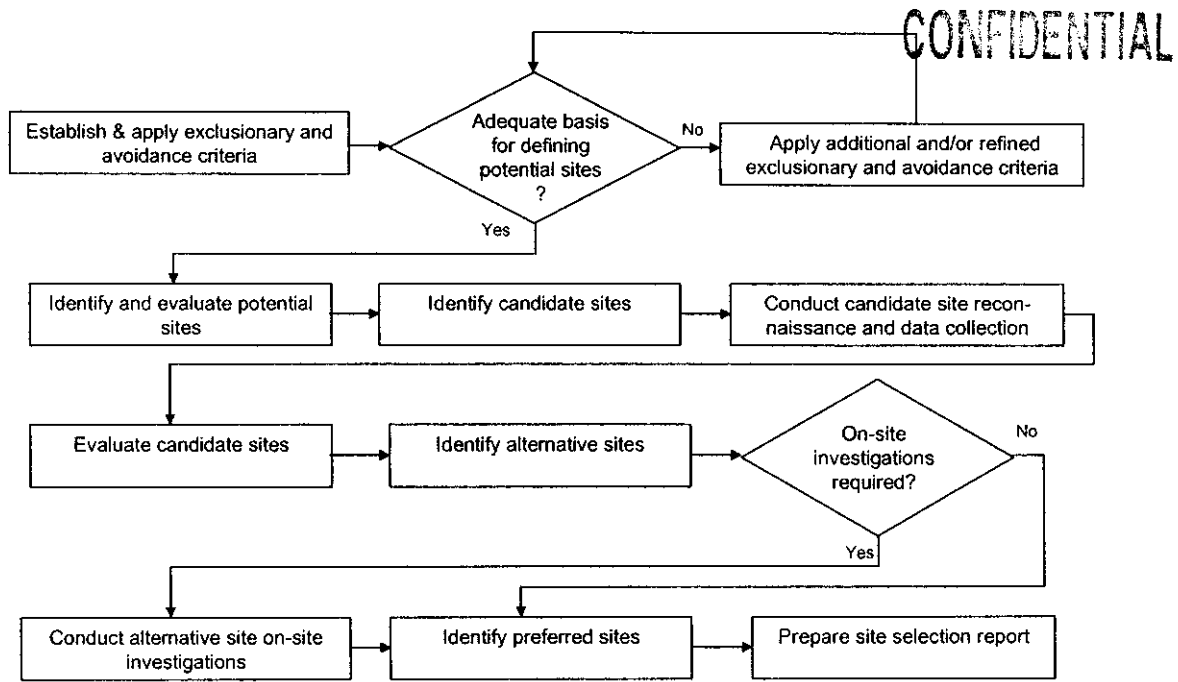 CONFIDENTIAL
Establish & apply exclusionary and
avoidance criteria
Adequate basis
for defining
potential sites
?
No
Apply additional and/or refined
exclusionary and avoidance criteria
Yes
Identify and evaluate potential
sites
Identify candidate sites
Conduct candidate site recon-
naissance and data collection
Evaluate candidate sites
Identify alternative sites
On-site
investigations
required?
No
Yes
Conduct alternative site on-site
investigations
Identify preferred sites
Prepare site selection report